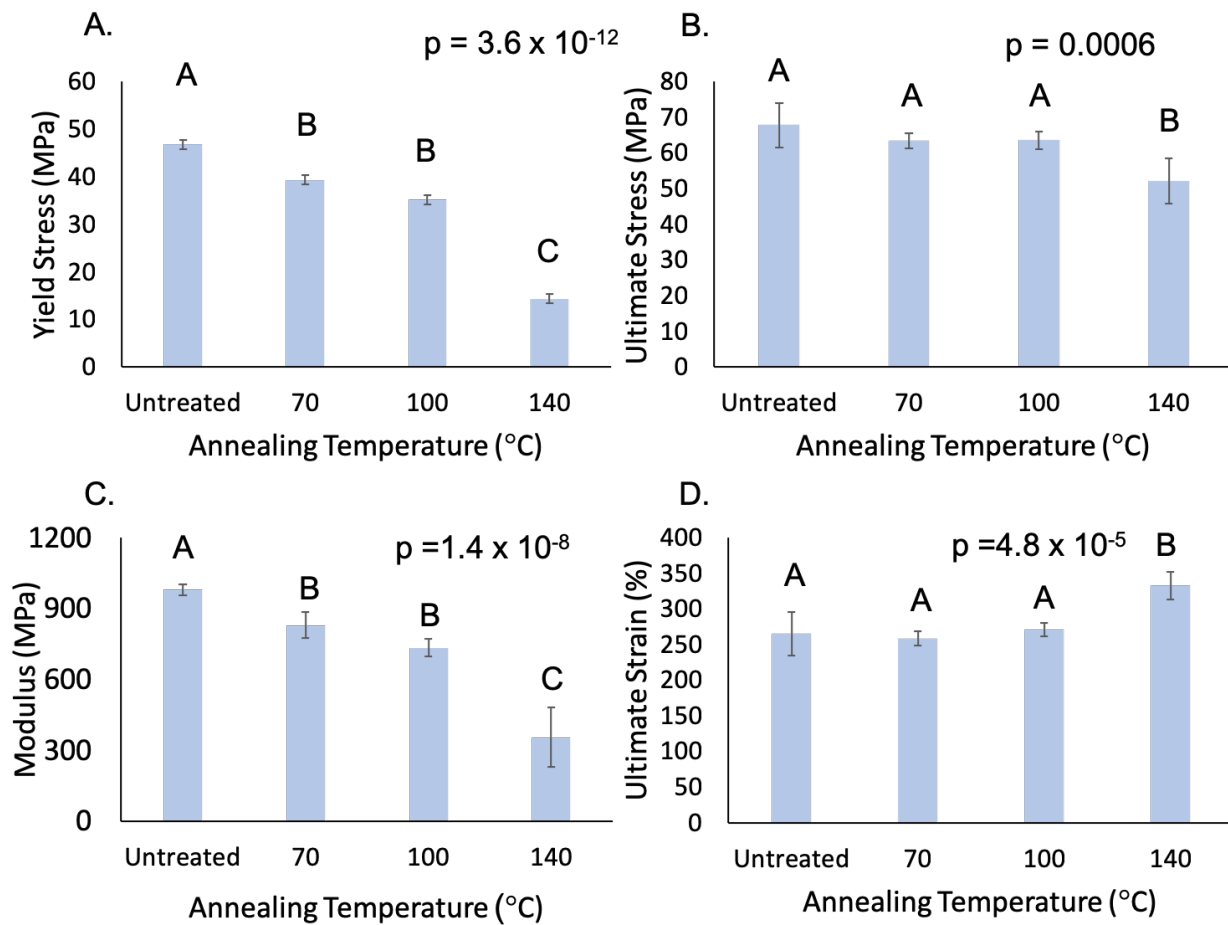 A.
p = 3.6 x 10-12
60
50
40
30
20
10
0
Yield Stress (MPa)
A
B
B
C
Untreated 70 100 140
Annealing Temperature (°C)
B.
p = 0.0006
80
70
60
50
40
30
20
10
0
Ultimate Stress (MPa)
A
A
A
B
Untreated 70 100 140
Annealing Temperature (°C)
C.
p =1.4 x 10-8
1200
900
600
300
0
Modulus (MPa)
A
B
B
C
Untreated 70 100 140
Annealing Temperature (°C)
D.
p =4.8 x 10-5
400
350
300
250
200
150
100
50
0
Ultimate Strain (%)
A
A
A
B
Untreated 70 100 140
Annealing Temperature (°C)